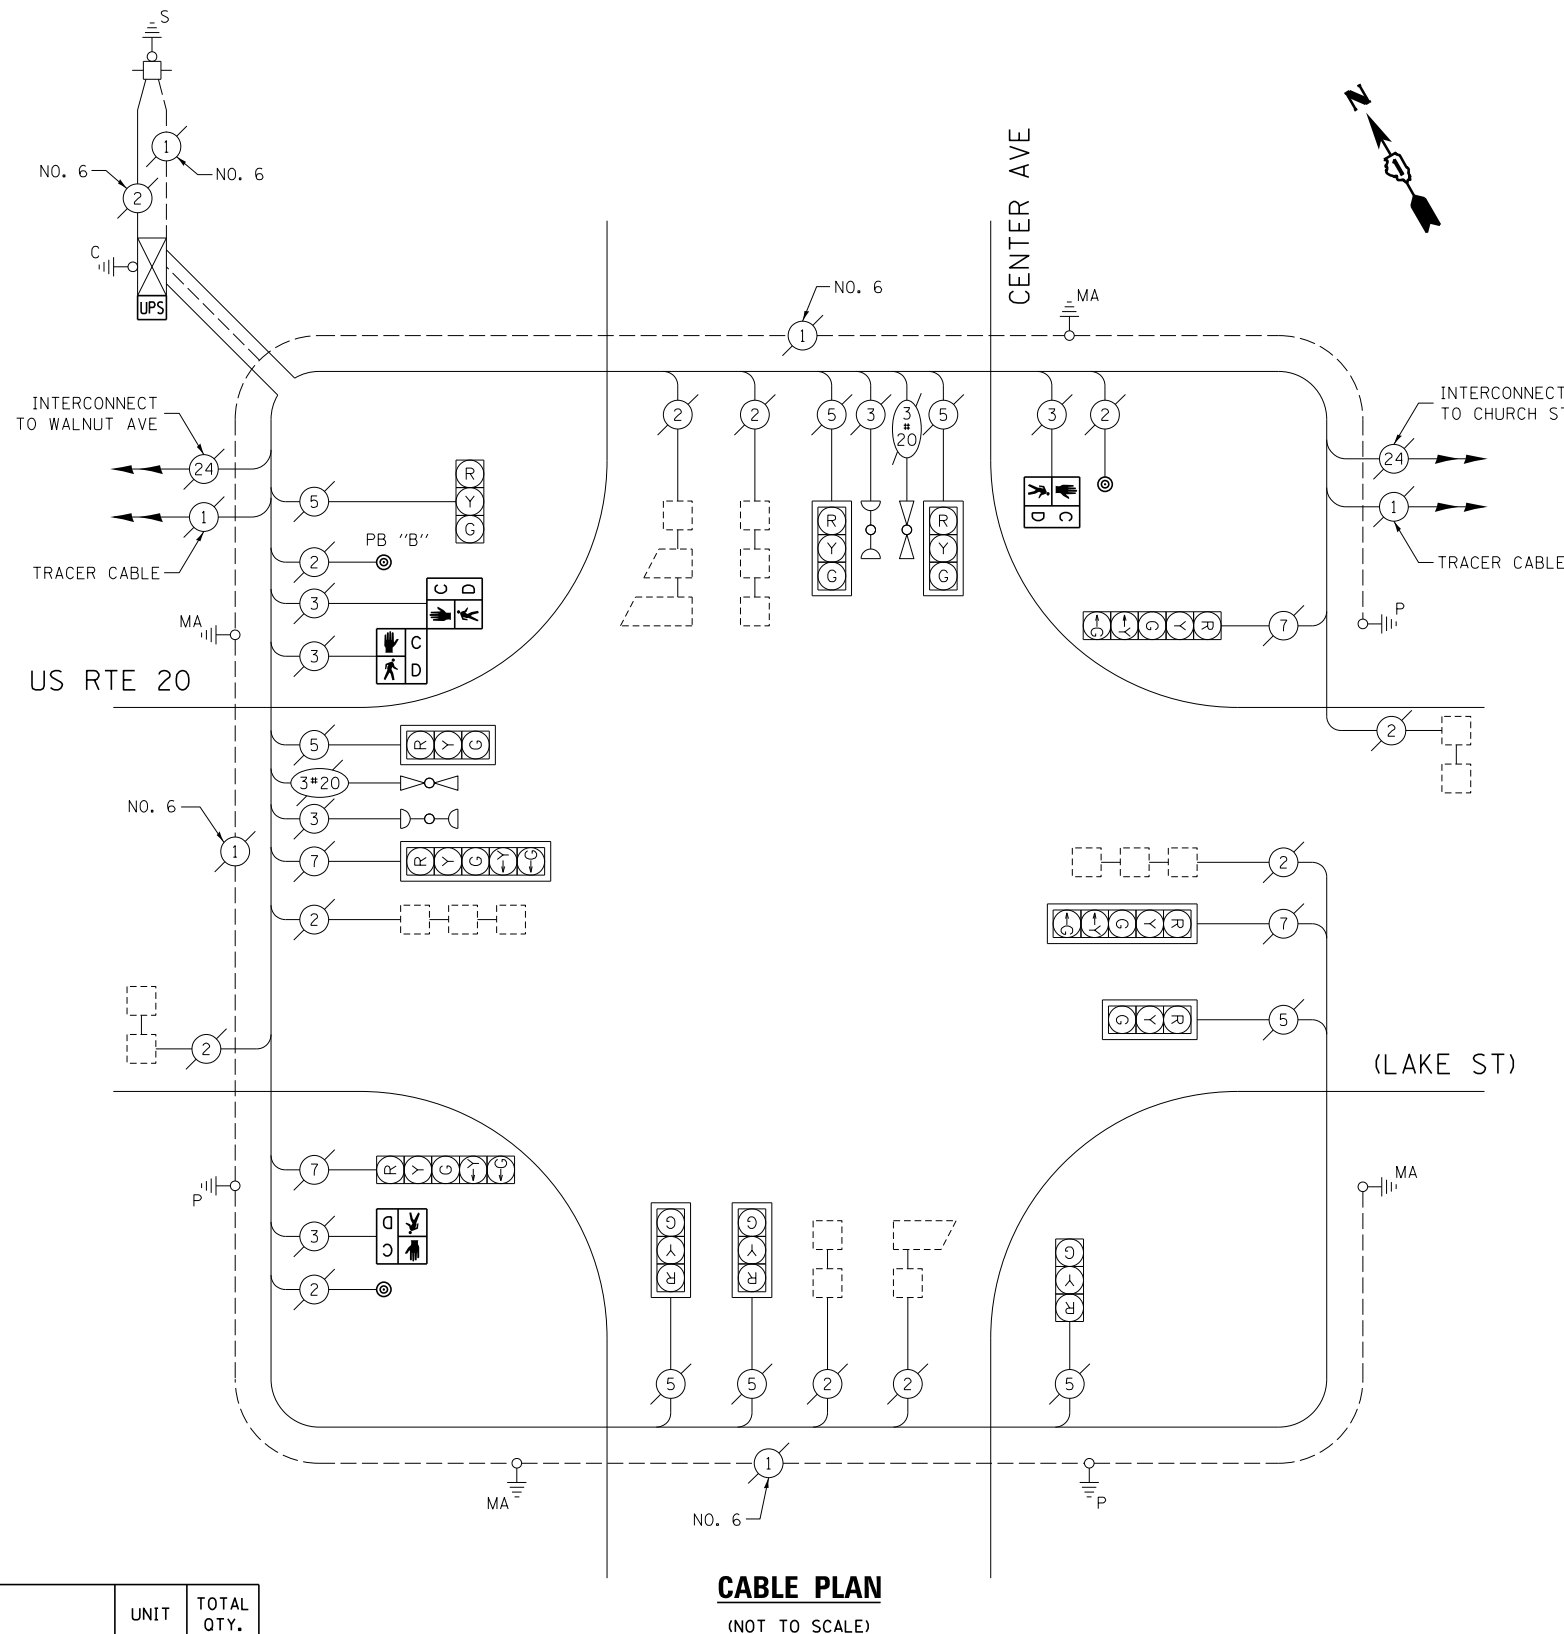 S
1
NO. 6
NO. 6
2
C
UPS
N
CENTER AVE
NO. 6
1
MA
INTERCONNECT
TO WALNUT AVE
24
1
TRACER CABLE
MA
2
2
5
3
3
#
20
5
3
2
INTERCONNECT
TO CHURCH
24
1
TRACER CABLE
P
5
R
Y
G
2
PB "B"
3
C D
3
C
D
R
Y
G
R
Y
G
D C
G Y G Y R
7
US RTE 20
5
R Y G
3#20
3
NO. 6
1
7
R Y G Y G
2
2
2
2
G Y G Y R
7
G Y R
5
(LAKE ST)
7
R Y G Y G
P
3
D
C
2
G
Y
R
G
Y
R
G
Y
R
MA
5
5
2
2
5
MA
1
P
NO. 6
CABLE PLAN
(NOT TO SCALE)
UNIT
TOTAL
QTY.